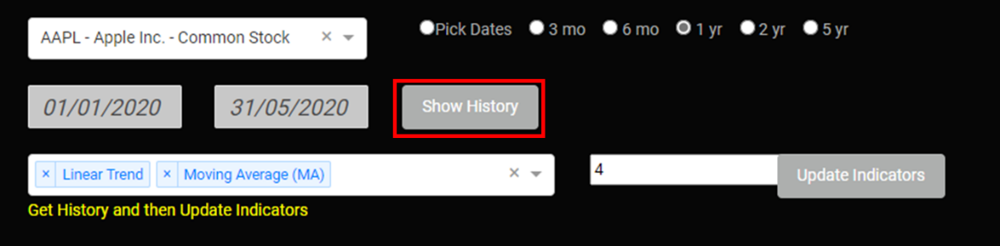 AAPL - Apple Inc. - Common Stock × Pick Dates 3 mo 6 mo 1 yr 2 yr 5 yr
01/01/2020 31/05/2020 Show History
× Linear Trend × Moving Average (MA) × 4 Update Indicators
Get History and then Update Indicators